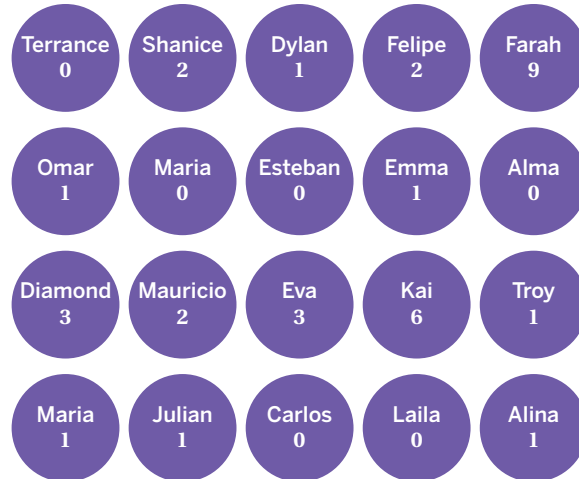 Terrance Shanice Dylan Felipe Farah
0 2 1 2 9
Omar Maria Esteban Emma Alma
1 0 0 1 0
Diamond Mauricio Eva Kai Troy
3 2 3 6 1
Maria Julian Carlos Laila Alina
1 1 0 0 1